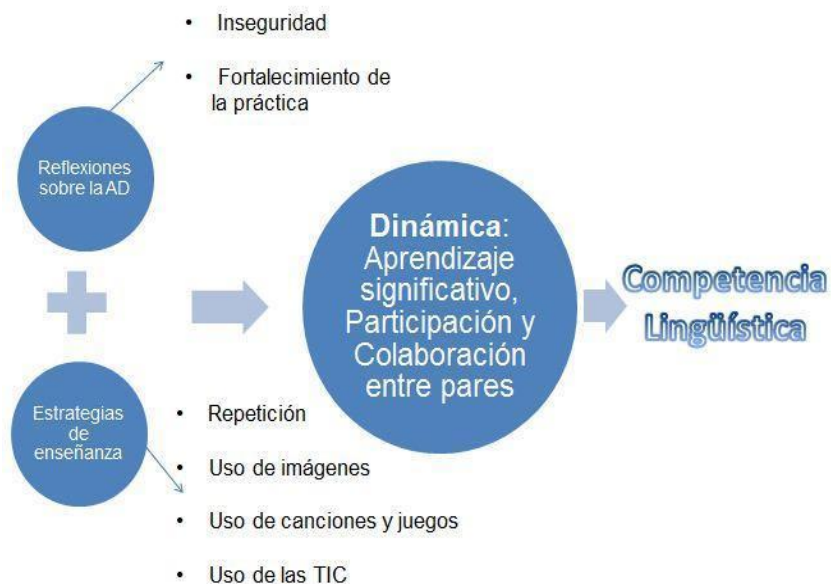 • Inseguridad
• Fortalecimiento de
la práctica
Reflexiones
sobre la AD
Dinámica:
Aprendizaje
significativo,
Participación y
Colaboración
entre pares
Competencia
Lingüística
Estrategias
de
enseñanza
• Repetición
• Uso de imágenes
• Uso de canciones y juegos
• Uso de las TIC